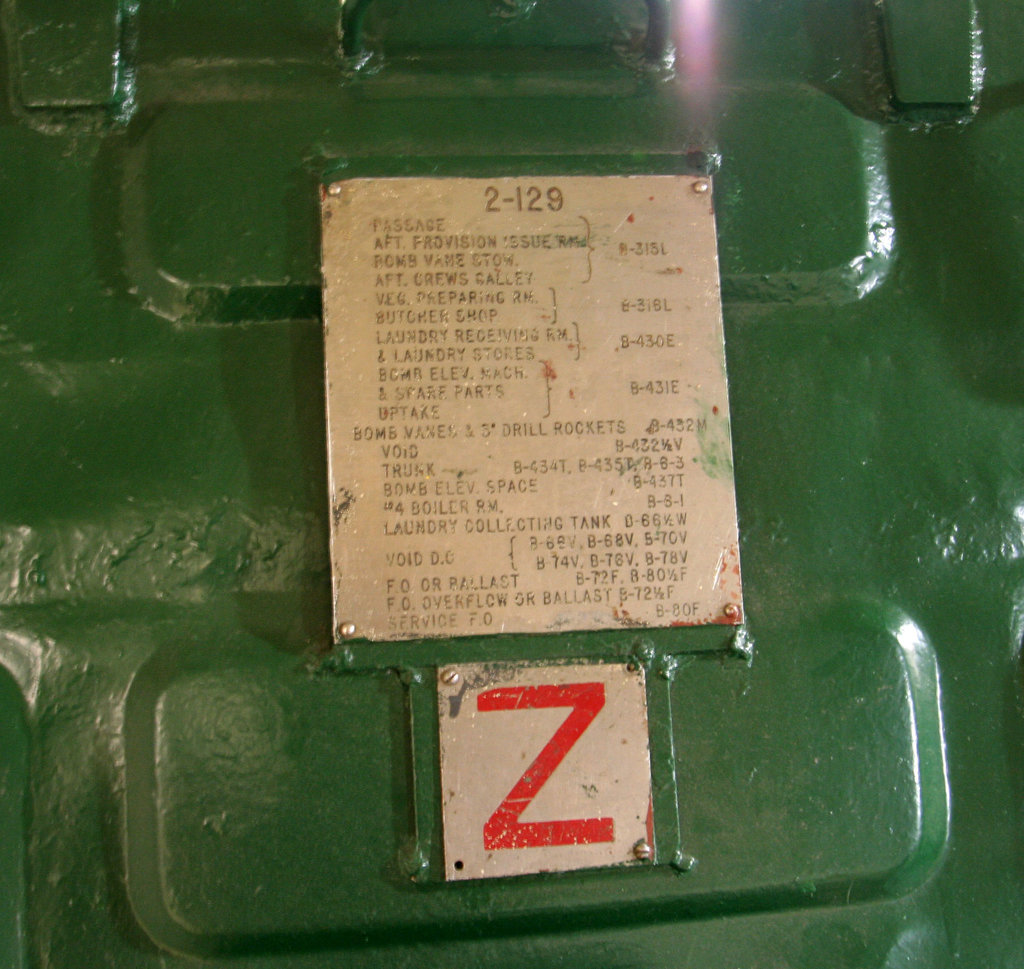 2-129
PASSAGE
AFT. PROVISION ISSUE RM. B-315L
BOMB VANE STOW.
AFT. CREWS GALLEY
VEG. PREPARING RM. B-316L
BUTCHER SHOP
LAUNDRY RECEIVING RM. B-430E
& LAUNDRY STORES
BOMB ELEV. MACH.
& SPARE PARTS B-431E
UPTAKE
BOMB VANES & 3" DRILL ROCKETS B-432M
VOID B-432½V
TRUNK B-434T, B-435T, B-6-3
BOMB ELEV. SPACE B-437T
#4 BOILER RM. B-6-1
LAUNDRY COLLECTING TANK D-66½W
B-68V, B-70V
VOID D.C B-74V, B-76V, B-78V
F.O. OR BALLAST B-72F, B-80½F
F.O. OVERFLOW OR BALLAST B-72½F
SERVICE F.O B-80F
Z